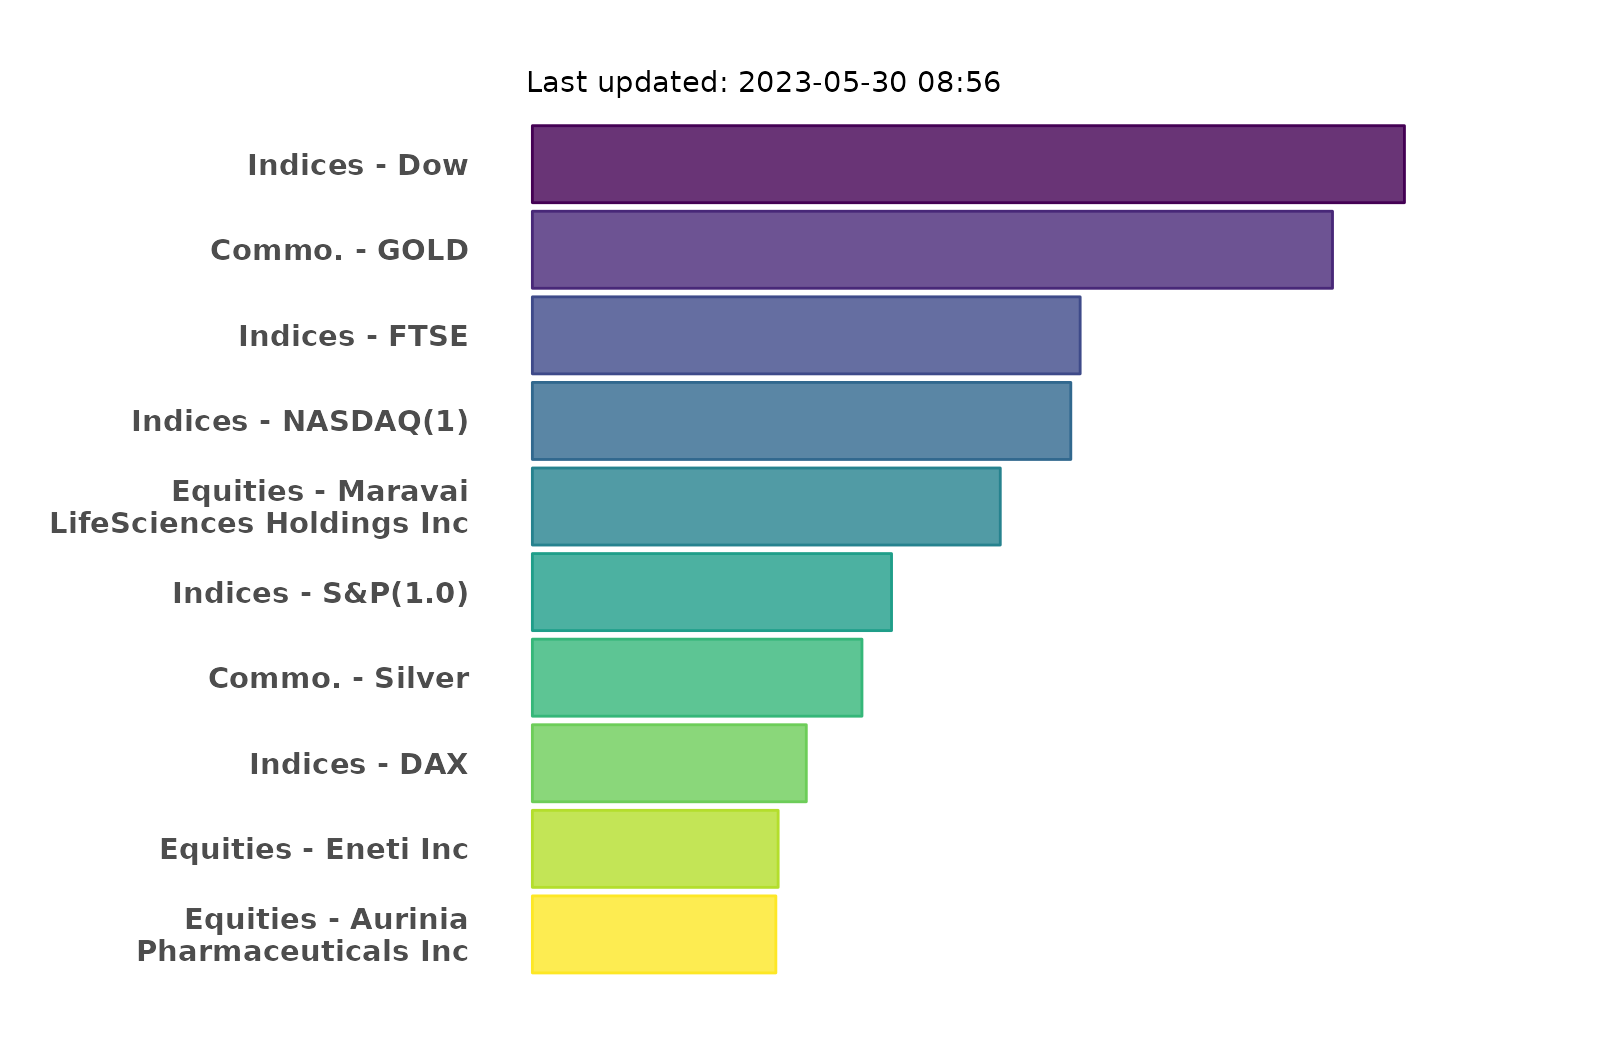 Last updated: 2023-05-30 08:56
Indices - Dow
Commo. - GOLD
Indices - FTSE
Indices - NASDAQ(1)
Equities - Maravai
LifeSciences Holdings Inc
Indices - S&P(1.0)
Commo. - Silver
Indices - DAX
Equities - Eneti Inc
Equities - Aurinia
Pharmaceuticals Inc